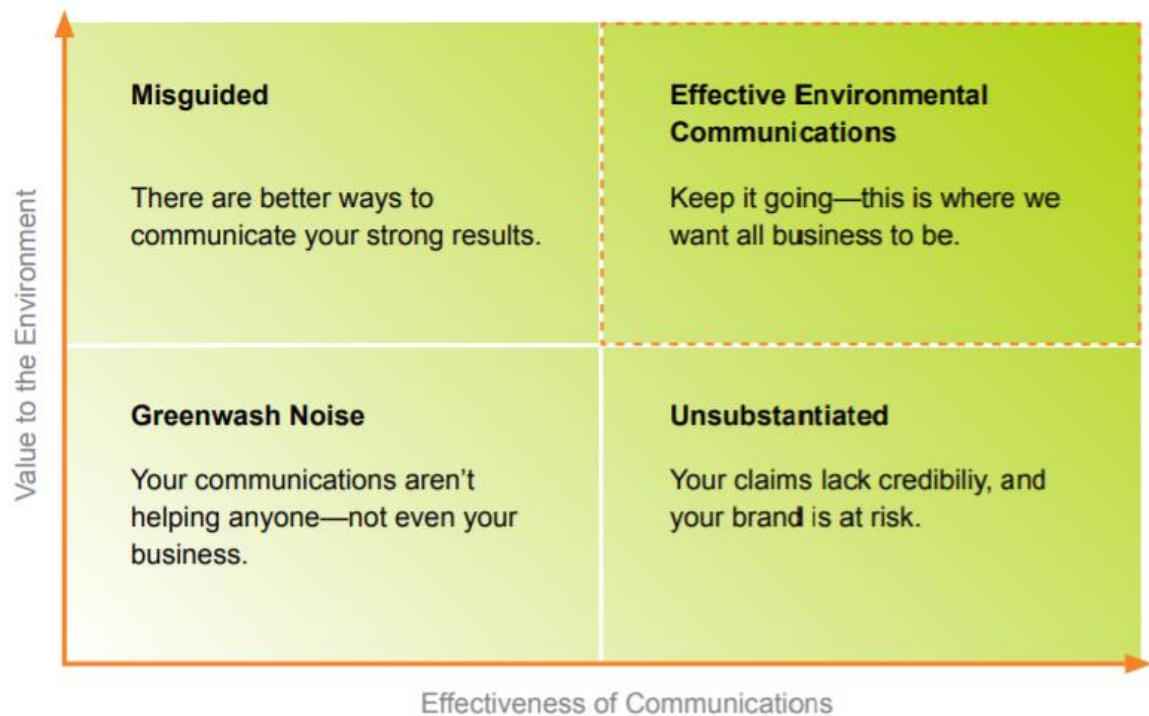 Value to the Environment
Misguided
There are better ways to
communicate your strong results.
Effective Environmental
Communications
Keep it going—this is where we
want all business to be.
Greenwash Noise
Your communications aren't
helping anyone—not even your
business.
Unsubstantiated
Your claims lack credibiliy, and
your brand is at risk.
Effectiveness of Communications